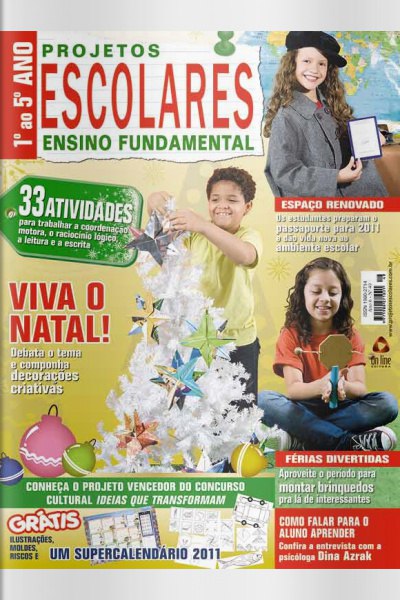 1º ao 5º ANO
PROJETOS
ESCOLARES
ENSINO FUNDAMENTAL
33 ATIVIDADES
para trabalhar a coordenação
motora, o raciocínio lógico,
a leitura e a escrita
ESPAÇO RENOVADO
Os estudantes preparam o
passaporte para 2011
e dão vida nova ao
ambiente escolar
VIVA O
NATAL!
Debata o tema
e componha
decorações
criativas
on line
EDITORA
FÉRIAS DIVERTIDAS
Aproveite o período para
montar brinquedos
pra lá de interessantes
CONHEÇA O PROJETO VENCEDOR DO CONCURSO
CULTURAL IDEIAS QUE TRANSFORMAM
GRÁTIS
ILUSTRAÇÕES,
MOLDES,
RISCOS E
UM SUPERCALENDÁRIO 2011
COMO FALAR PARA O
ALUNO APRENDER
Confira a entrevista com a
psicóloga Dina Azrak